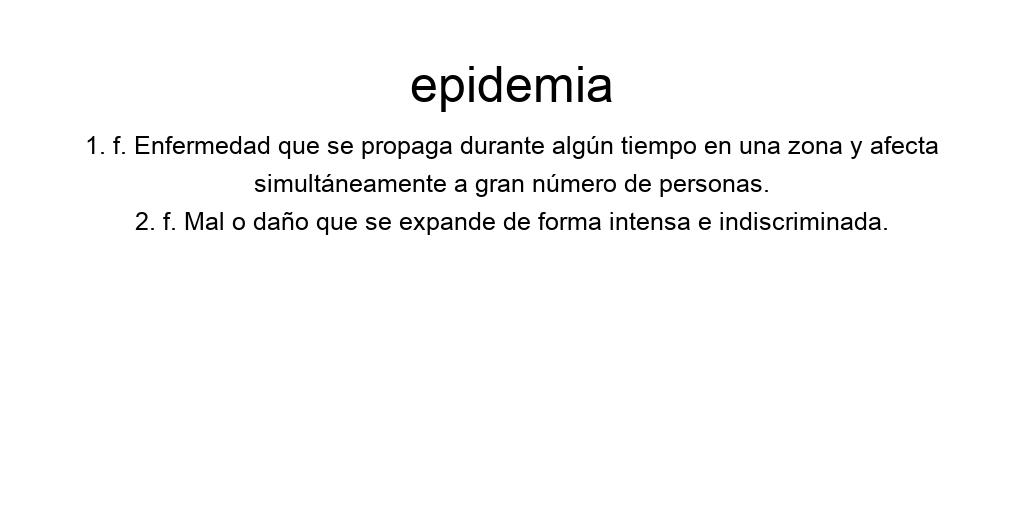 epidemia
1. f. Enfermedad que se propaga durante algún tiempo en una zona y afecta
simultáneamente a gran número de personas.
2. f. Mal o daño que se expande de forma intensa e indiscriminada.